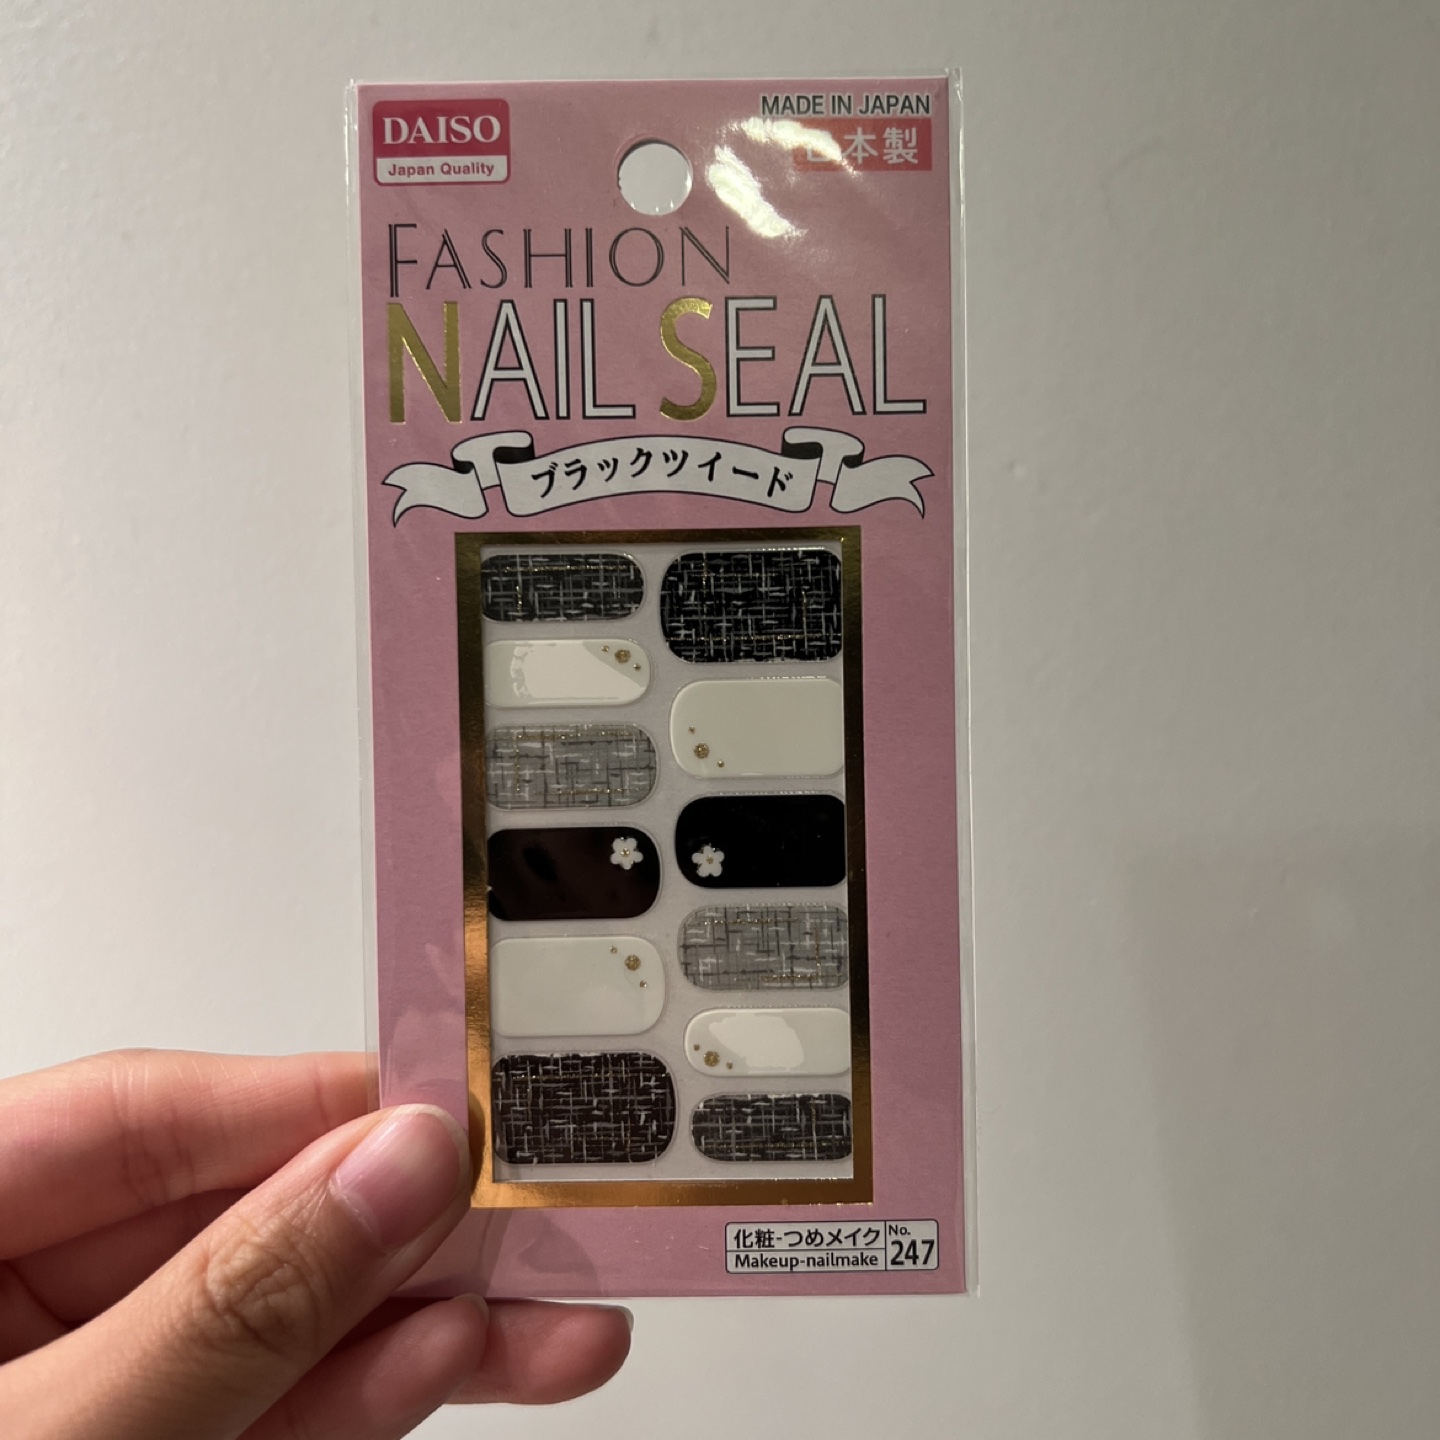 DAISO
Japan Quality
MADE IN JAPAN
日本製
FASHION
NAIL SEAL
ブラックツイード
化粧-つめメイク
Makeup-nailmake
No.
247